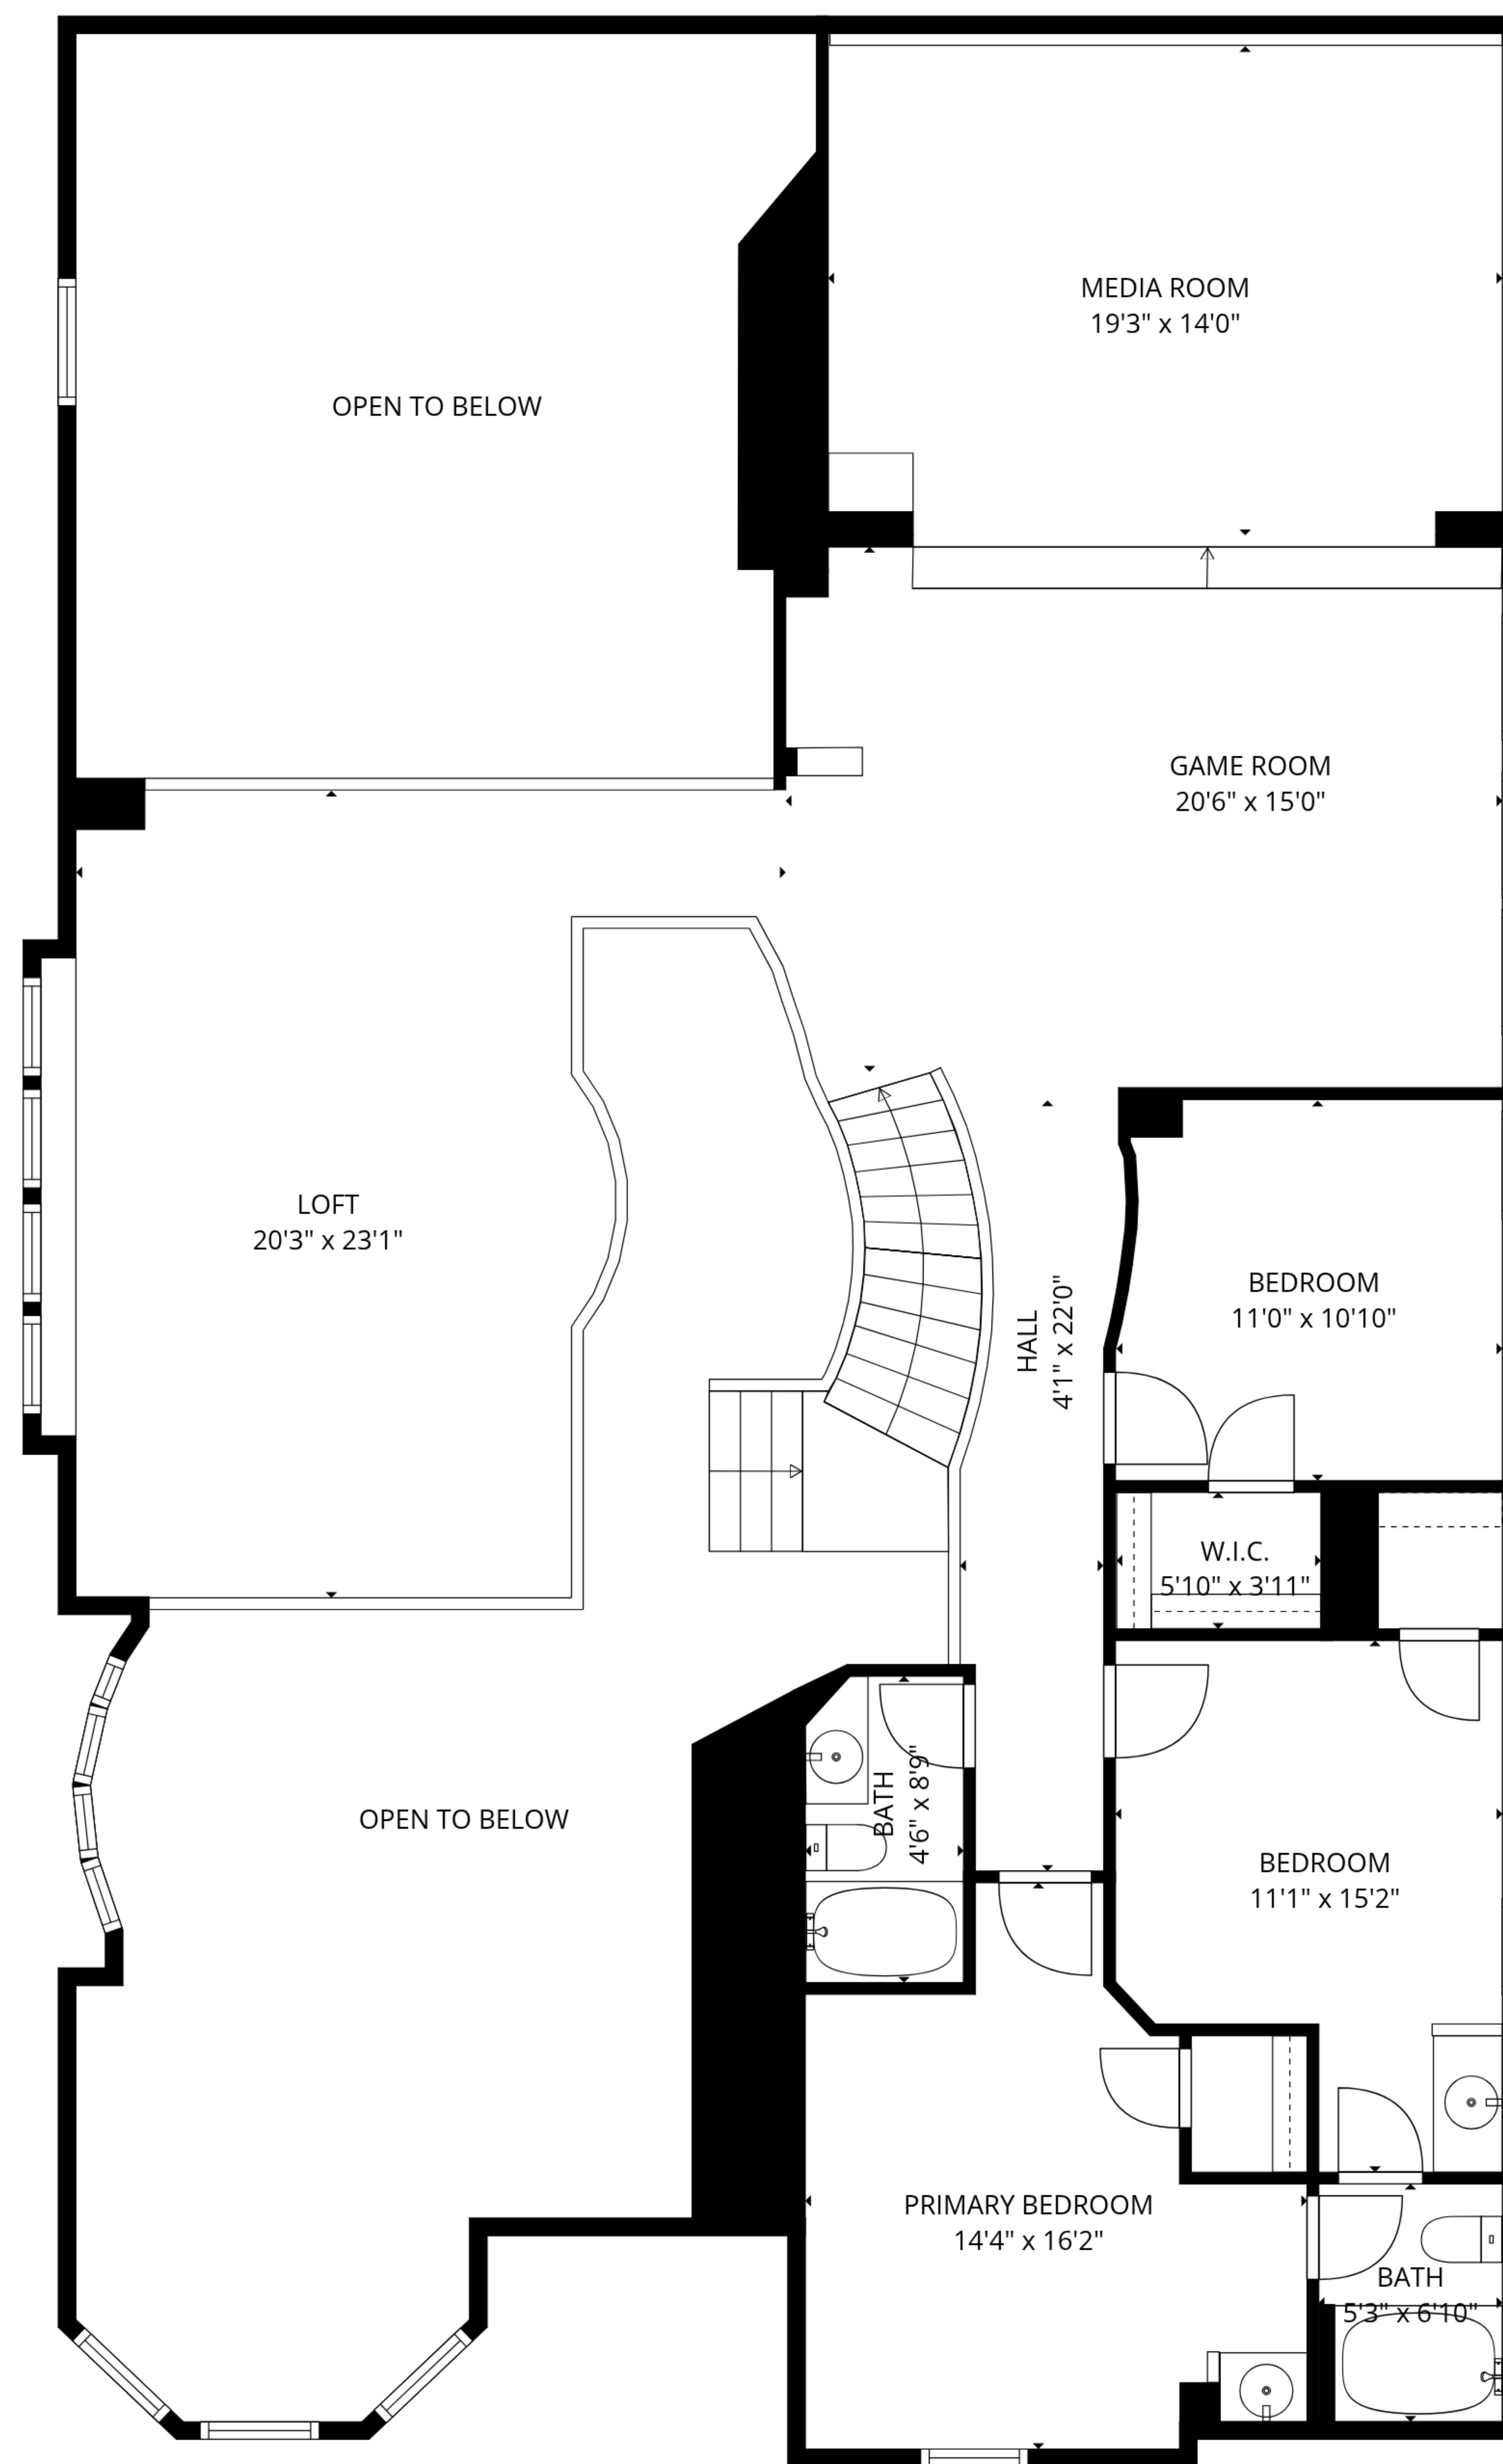 MEDIA ROOM
19'3" x 14'0"
OPEN TO BELOW
GAME ROOM
20'6" x 15'0"
LOFT
20'3" x 23'1"
HALL
4'1" x 22'0"
BEDROOM
11'0" x 10'10"
W.I.C.
5'10" x 3'11"
OPEN TO BELOW
BATH
4'6" x 8'9"
BEDROOM
11'1" x 15'2"
PRIMARY BEDROOM
14'4" x 16'2"
BATH
5'3" x 6'10"